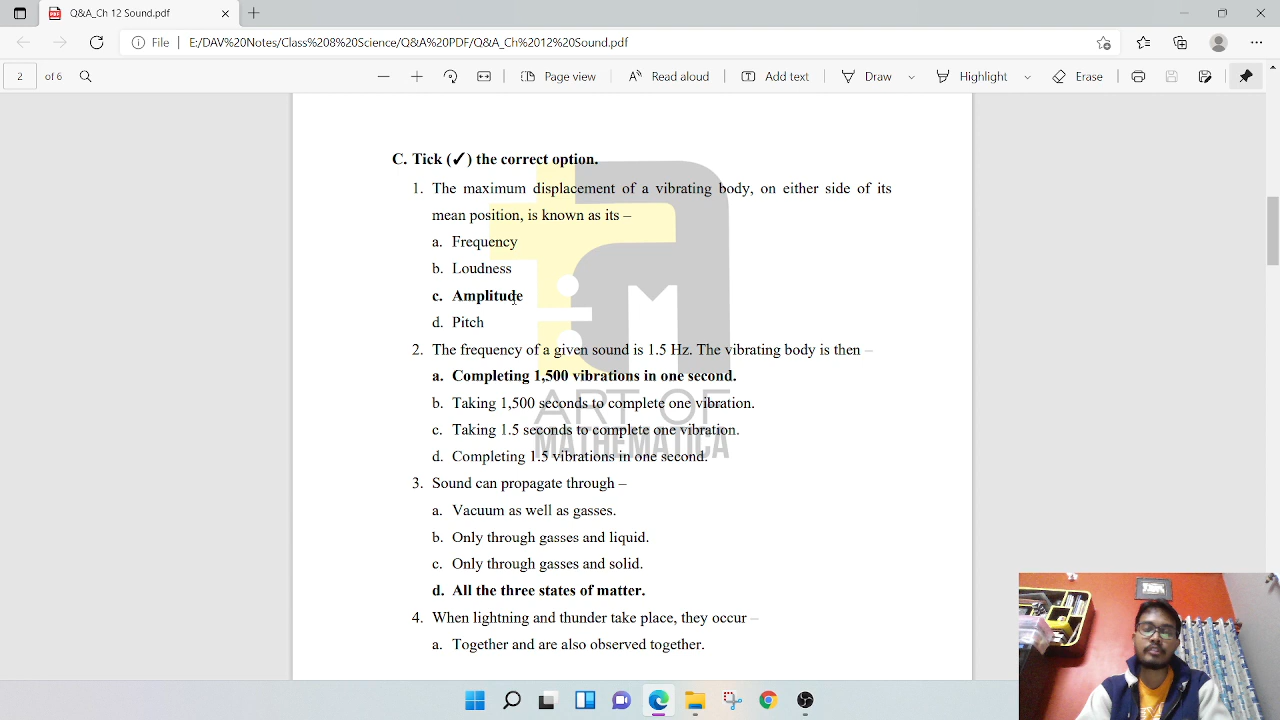 Q&A_Ch 12 Sound.pdf
File | E:/DAV%20Notes/Class%208%20Science/Q&A%20PDF/Q&A_Ch%2012%20Sound.pdf
2 of 6 Page view Read aloud Add text Draw Highlight Erase
C. Tick (✓) the correct option.
1. The maximum displacement of a vibrating body, on either side of its
mean position, is known as its –
a. Frequency
b. Loudness
c. Amplitude
d. Pitch
2. The frequency of a given sound is 1.5 Hz. The vibrating body is then –
a. Completing 1,500 vibrations in one second.
b. Taking 1,500 seconds to complete one vibration.
c. Taking 1.5 seconds to complete one vibration.
d. Completing 1.5 vibrations in one second.
3. Sound can propagate through –
a. Vacuum as well as gasses.
b. Only through gasses and liquid.
c. Only through gasses and solid.
d. All the three states of matter.
4. When lightning and thunder take place, they occur –
a. Together and are also observed together.
ART OF
MATHEMATICA